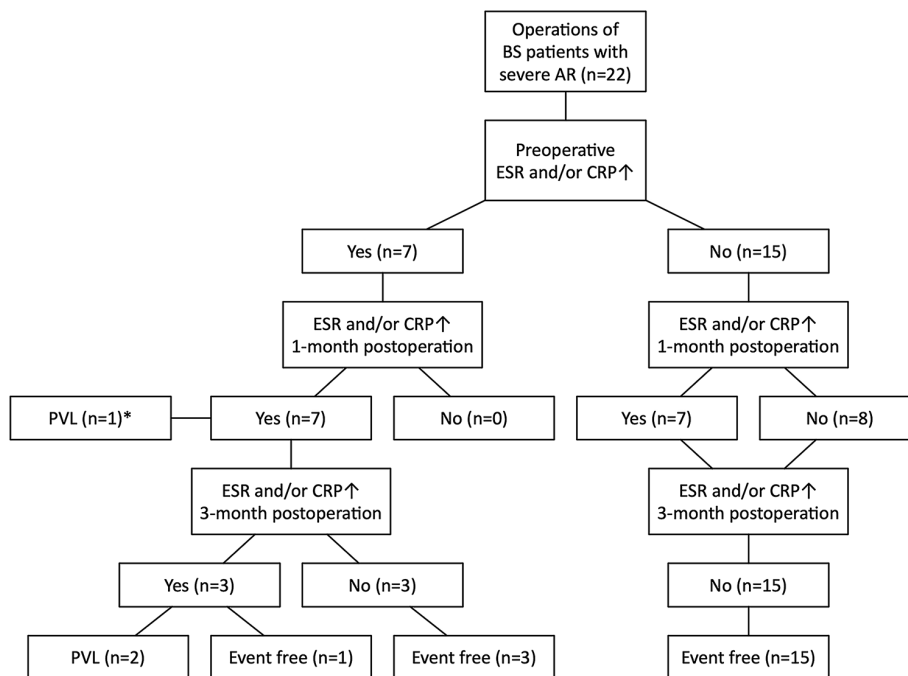 Operations of
BS patients with
severe AR (n=22)
Preoperative
ESR and/or CRP↑
Yes (n=7)
No (n=15)
ESR and/or CRP↑
1-month postoperation
ESR and/or CRP↑
1-month postoperation
PVL (n=1)*
Yes (n=7)
No (n=0)
Yes (n=7)
No (n=8)
ESR and/or CRP↑
3-month postoperation
ESR and/or CRP↑
3-month postoperation
Yes (n=3)
No (n=3)
No (n=15)
PVL (n=2)
Event free (n=1)
Event free (n=3)
Event free (n=15)